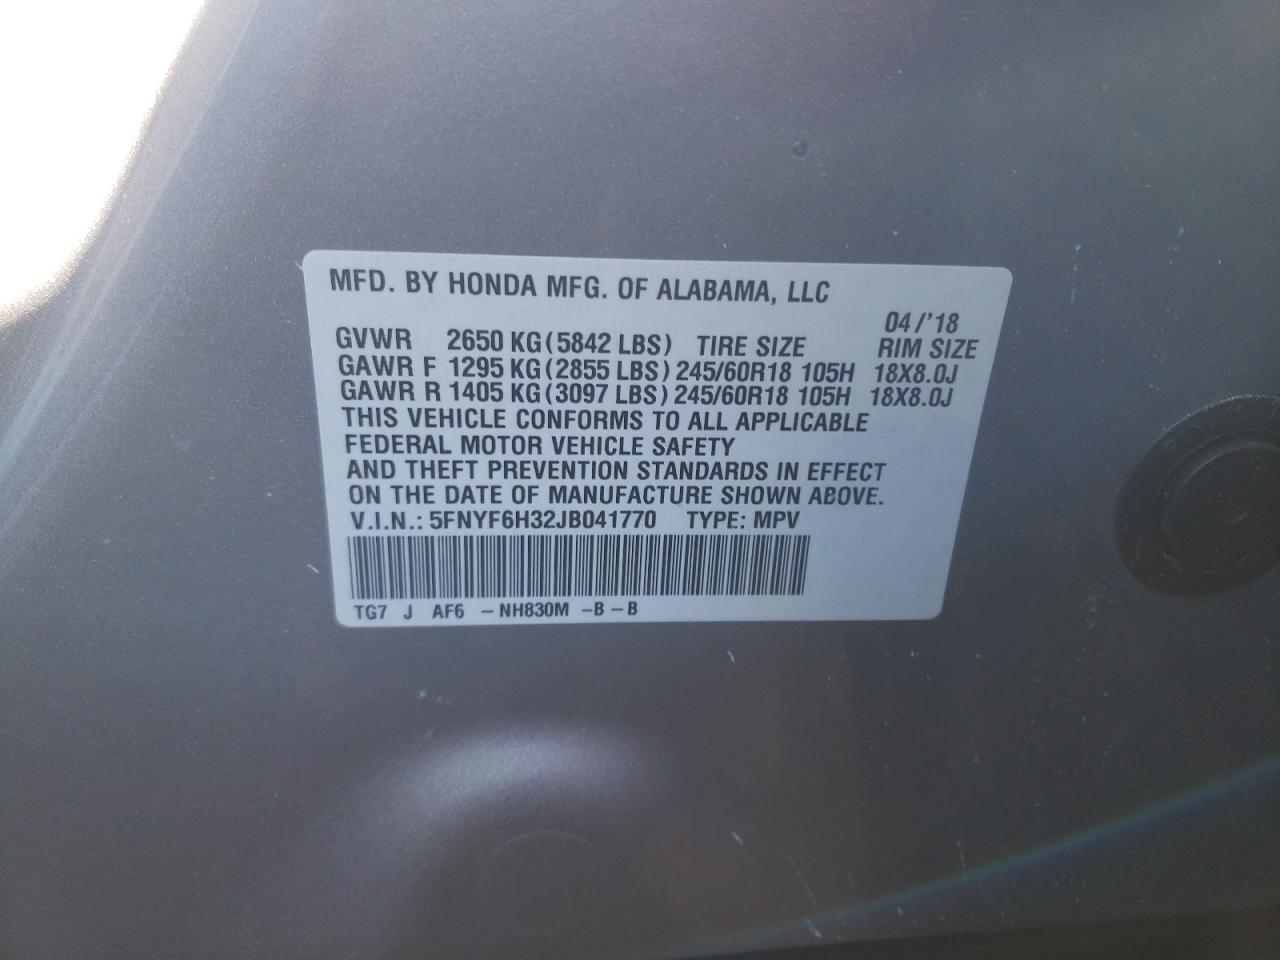 MFD. BY HONDA MFG. OF ALABAMA, LLC
04/'18
GVWR 2650 KG(5842 LBS) TIRE SIZE RIM SIZE
GAWR F 1295 KG(2855 LBS) 245/60R18 105H 18X8.0J
GAWR R 1405 KG(3097 LBS) 245/60R18 105H 18X8.0J
THIS VEHICLE CONFORMS TO ALL APPLICABLE
FEDERAL MOTOR VEHICLE SAFETY
AND THEFT PREVENTION STANDARDS IN EFFECT
ON THE DATE OF MANUFACTURE SHOWN ABOVE.
V.I.N.: 5FNYF6H32JB041770 TYPE: MPV
TG7 J AF6 -NH830M -B-B